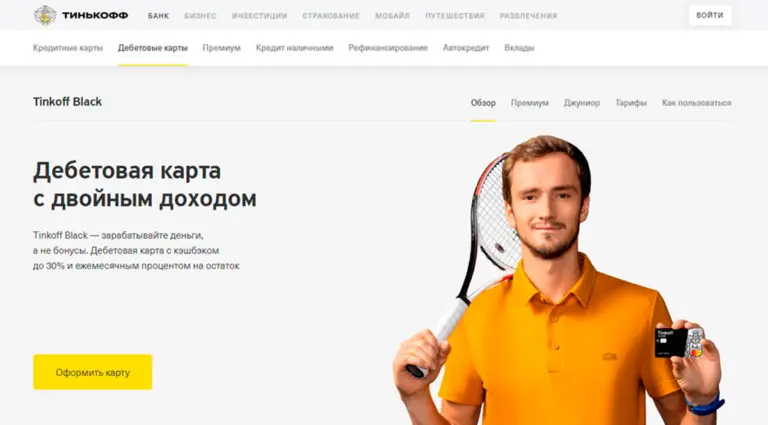 ТИНЬКОФФ БАНК БИЗНЕС ИНВЕСТИЦИИ СТРАХОВАНИЕ МОБАЙЛ ПУТЕШЕСТВИЯ РАЗВЛЕЧЕНИЯ ВОЙТИ
Кредитные карты Дебетовые карты Премиум Кредит наличными Рефинансирование Автокредит Вклады
Tinkoff Black Обзор Премиум Джуниор Тарифы Как пользоваться
Дебетовая карта
с двойным доходом
Tinkoff Black — зарабатывайте деньги,
а не бонусы. Дебетовая карта с кэшбэком
до 30% и ежемесячным процентом на остаток
Tinkoff
Оформить карту